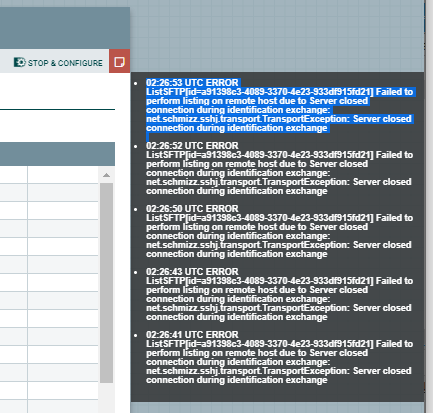 STOP & CONFIGURE
02:26:53 UTC ERROR
ListSFTP[id=a91398c3-4089-3370-4e23-933df915fd21] Failed to
perform listing on remote host due to Server closed
connection during identification exchange:
net.schmizz.sshj.transport.TransportException: Server closed
connection during identification exchange
02:26:52 UTC ERROR
ListSFTP[id=a91398c3-4089-3370-4e23-933df915fd21] Failed to
perform listing on remote host due to Server closed
connection during identification exchange:
net.schmizz.sshj.transport.TransportException: Server closed
connection during identification exchange
02:26:50 UTC ERROR
ListSFTP[id=a91398c3-4089-3370-4e23-933df915fd21] Failed to
perform listing on remote host due to Server closed
connection during identification exchange:
net.schmizz.sshj.transport.TransportException: Server closed
connection during identification exchange
02:26:43 UTC ERROR
ListSFTP[id=a91398c3-4089-3370-4e23-933df915fd21] Failed to
perform listing on remote host due to Server closed
connection during identification exchange:
net.schmizz.sshj.transport.TransportException: Server closed
connection during identification exchange
02:26:41 UTC ERROR
ListSFTP[id=a91398c3-4089-3370-4e23-933df915fd21] Failed to
perform listing on remote host due to Server closed
connection during identification exchange:
net.schmizz.sshj.transport.TransportException: Server closed
connection during identification exchange